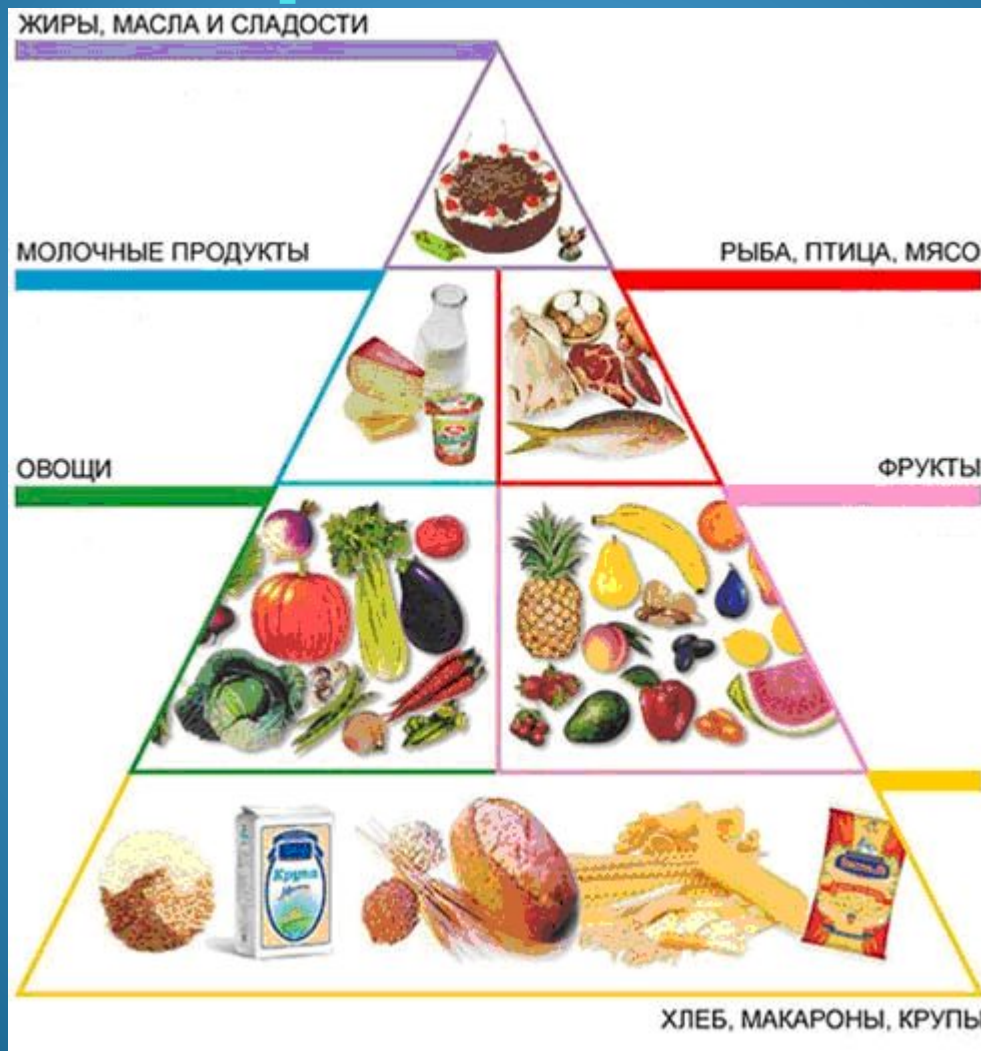 ЖИРЫ, МАСЛА И СЛАДОСТИ
МОЛОЧНЫЕ ПРОДУКТЫ
РЫБА, ПТИЦА, МЯСО
ОВОЩИ
ФРУКТЫ
Крупа
ХЛЕБ, МАКАРОНЫ, КРУПЫ